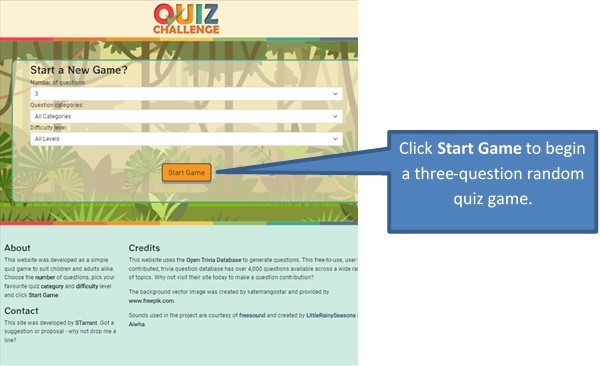 QUIZ
CHALLENGE
Start a New Game?
Number of questions:
3
Question categories:
All Categories
Difficulty level:
All Levels
Start Game
Click Start Game to begin
a three-question random
quiz game.
About
This website was developed as a simple
quiz game to suit children and adults alike.
Choose the number of questions, pick your
favourite quiz category and difficulty level
and click Start Game.
Contact
This site was developed by STarrant. Got a
suggestion or proposal - why not drop me a
line?
Credits
This website uses the Open Trivia Database to generate questions. This free-to-use, user-
contributed, trivia question database has over 4,000 questions available across a wide ra
of topics. Why not visit their site today to make a question contribution?
The background vector image was created by katemangostar and provided by
www.freepik.com.
Sounds used in the project are courtesy of freesound and created by LittleRainySeasons
Aiwha.